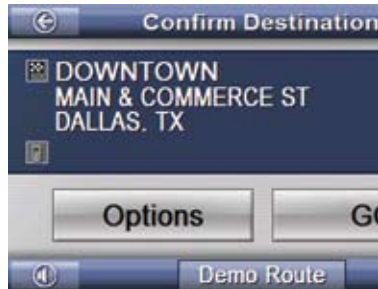 Confirm Destination
DOWNTOWN
MAIN & COMMERCE ST
DALLAS, TX
Options
Demo Route